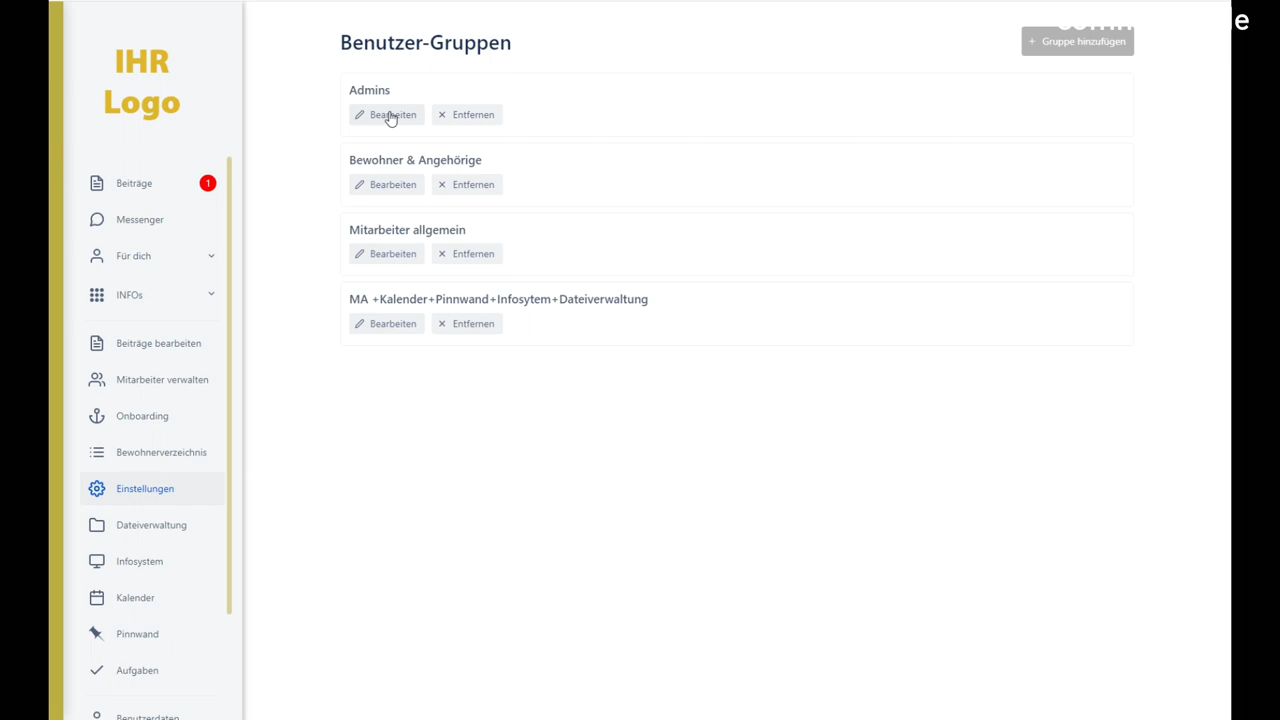 IHR
Logo
Beiträge
1
Messenger
Für dich
INFOs
Beiträge bearbeiten
Mitarbeiter verwalten
Onboarding
Bewohnerverzeichnis
Einstellungen
Dateiverwaltung
Infosystem
Kalender
Pinnwand
Aufgaben
Benutzerdaten
Benutzer-Gruppen
+ Gruppe hinzufügen
Admins
Bearbeiten
Entfernen
Bewohner & Angehörige
Bearbeiten
Entfernen
Mitarbeiter allgemein
Bearbeiten
Entfernen
MA +Kalender+Pinnwand+Infosytem+Dateiverwaltung
Bearbeiten
Entfernen